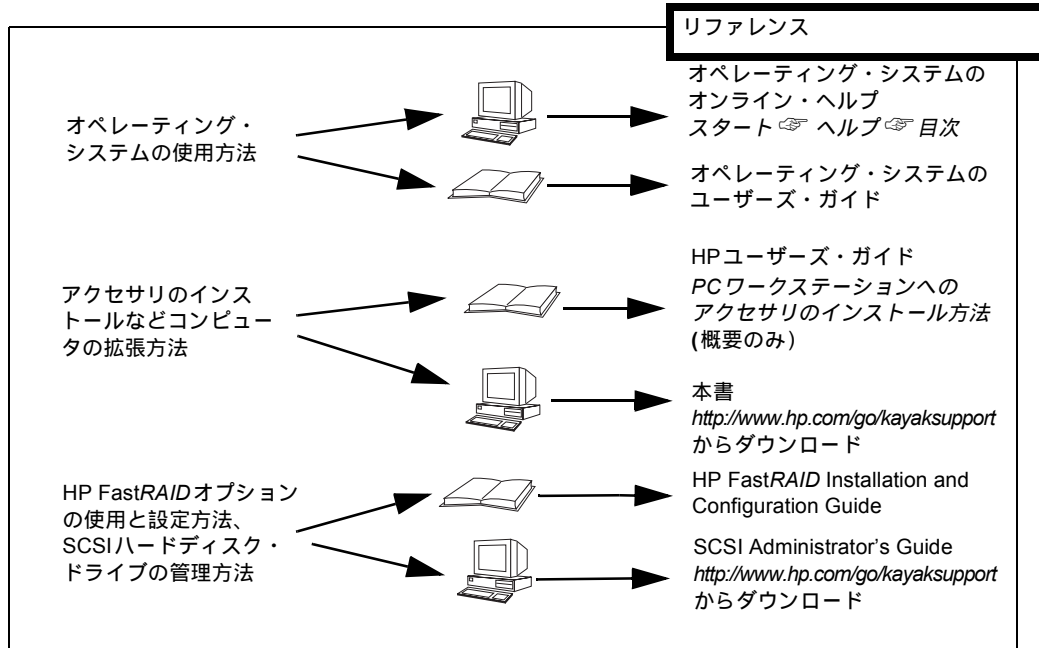 リファレンス
オペレーティング・
システムの使用方法
オペレーティング・システムの
オンライン・ヘルプ
スタート ☞ ヘルプ ☞ 目次
オペレーティング・システムの
ユーザーズ・ガイド
アクセサリのインス
トールなどコンピュー
タの拡張方法
HPユーザーズ・ガイド
PCワークステーションへの
アクセサリのインストール方法
(概要のみ)
本書
http://www.hp.com/go/kayaksupport
からダウンロード
HP FastRAIDオプション
の使用と設定方法、
SCSIハードディスク・
ドライブの管理方法
HP FastRAID Installation and
Configuration Guide
SCSI Administrator's Guide
http://www.hp.com/go/kayaksupport
からダウンロード